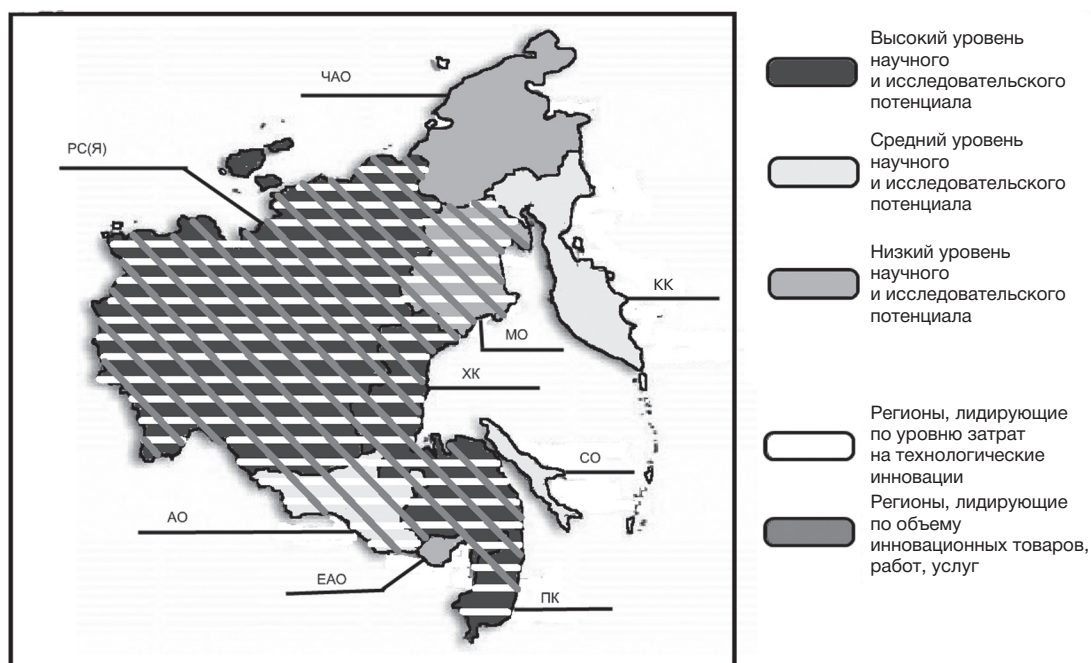 ЧАО
РС(Я)
КК
МО
ХК
СО
АО
ЕАО
ПК
Высокий уровень
научного
и исследовательского
потенциала
Средний уровень
научного
и исследовательского
потенциала
Низкий уровень
научного
и исследовательского
потенциала
Регионы, лидирующие
по уровню затрат
на технологические
инновации
Регионы, лидирующие
по объему
инновационных товаров,
работ, услуг